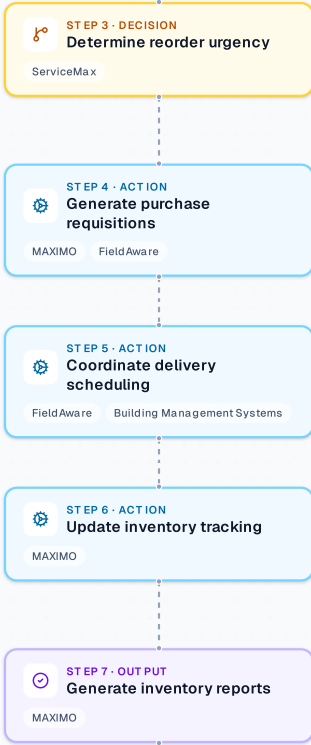 STEP 3 · DECISION
Determine reorder urgency
ServiceMax
STEP 4 · ACTION
Generate purchase
requisitions
MAXIMO FieldAware
STEP 5 · ACTION
Coordinate delivery
scheduling
FieldAware Building Management Systems
STEP 6 · ACTION
Update inventory tracking
MAXIMO
STEP 7 · OUTPUT
Generate inventory reports
MAXIMO